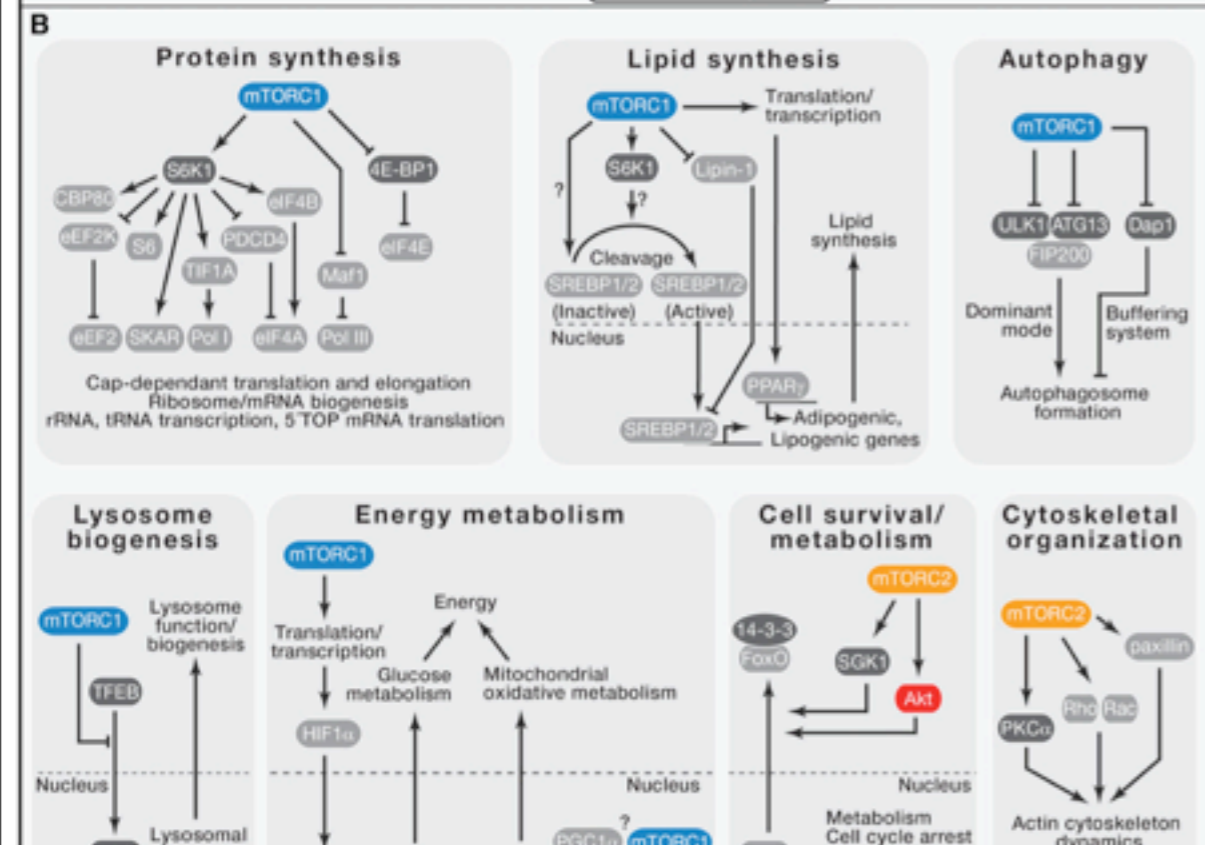 B
Protein synthesis
mTORC1
S6K1
4E-BP1
CBP80
eIF4B
eEF2K
S6
PDCD4
eIF4E
TIF1A
Maf1
eEF2
SKAR
Pol I
eIF4A
Pol III
Cap-dependant translation and elongation
Ribosome/mRNA biogenesis
rRNA, tRNA transcription, 5'TOP mRNA translation
Lipid synthesis
mTORC1
Translation/
transcription
S6K1
Lipin-1
?
?
Lipid
synthesis
Cleavage
SREBP1/2
SREBP1/2
(Inactive)
(Active)
Nucleus
PPARγ
SREBP1/2
Adipogenic,
Lipogenic genes
Autophagy
mTORC1
ULK1
ATG13
Dap1
FIP200
Dominant
mode
Buffering
system
Autophagosome
formation
Lysosome
biogenesis
mTORC1
Lysosome
function/
biogenesis
TFEB
Nucleus
Lysosomal
Energy metabolism
mTORC1
Energy
Translation/
transcription
Glucose
metabolism
Mitochondrial
oxidative metabolism
HIF1α
Nucleus
?
PGC1α
mTORC1
Cell survival/
metabolism
mTORC2
14-3-3
FoxO
SGK1
Akt
Nucleus
Metabolism
Cell cycle arrest
Cytoskeletal
organization
mTORC2
paxillin
Rho
Rac
PKCα
Actin cytoskeleton
dynamics